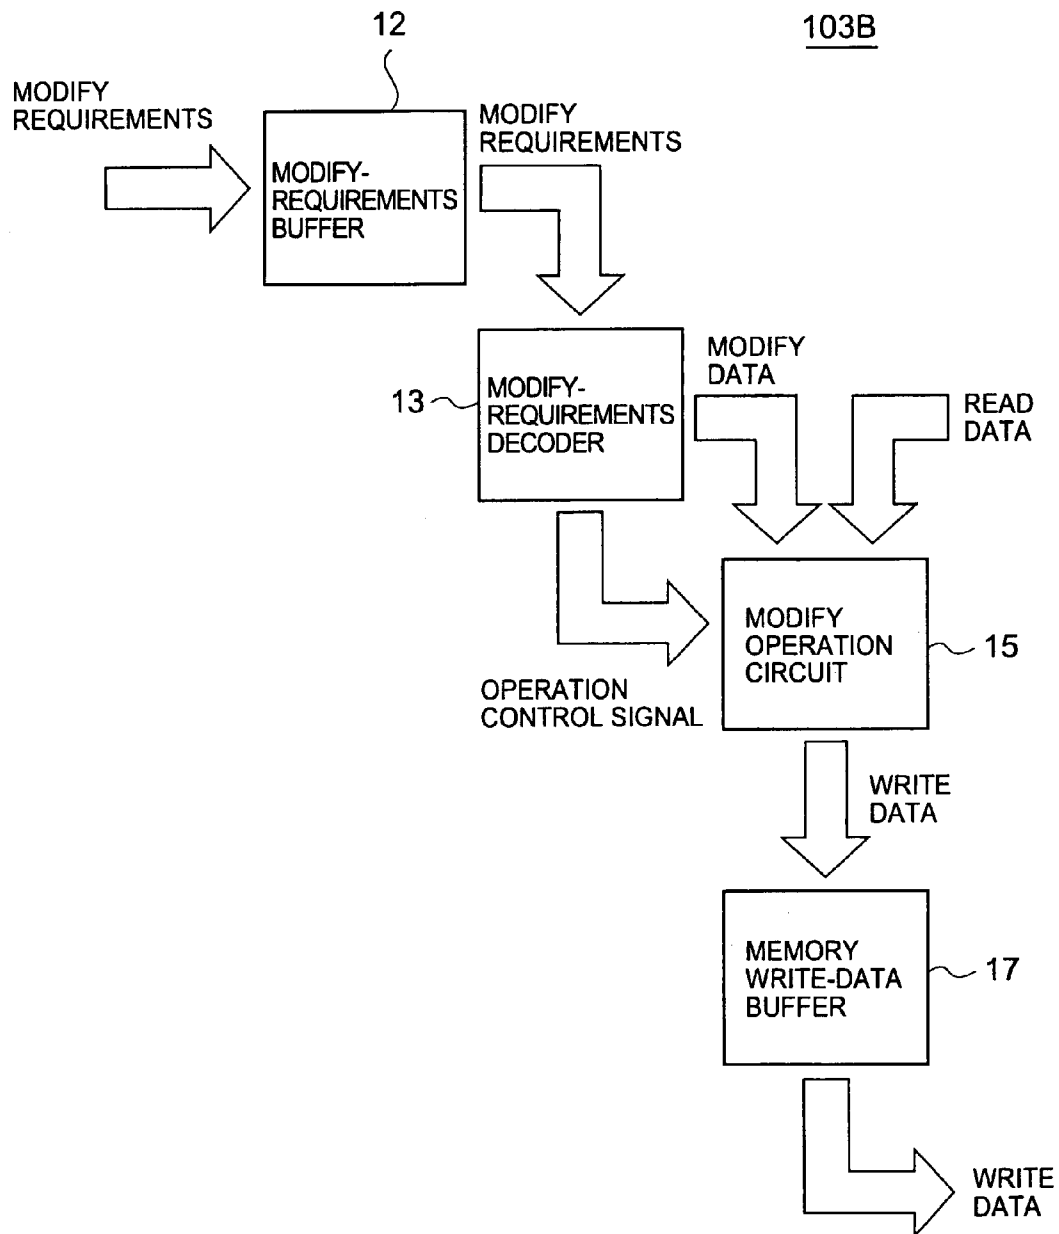 12
103B
MODIFY
REQUIREMENTS
MODIFY
REQUIREMENTS
MODIFY-
REQUIREMENTS
BUFFER
MODIFY
DATA
READ
DATA
13
MODIFY-
REQUIREMENTS
DECODER
MODIFY
OPERATION
CIRCUIT
15
OPERATION
CONTROL SIGNAL
WRITE
DATA
MEMORY
WRITE-DATA
BUFFER
17
WRITE
DATA